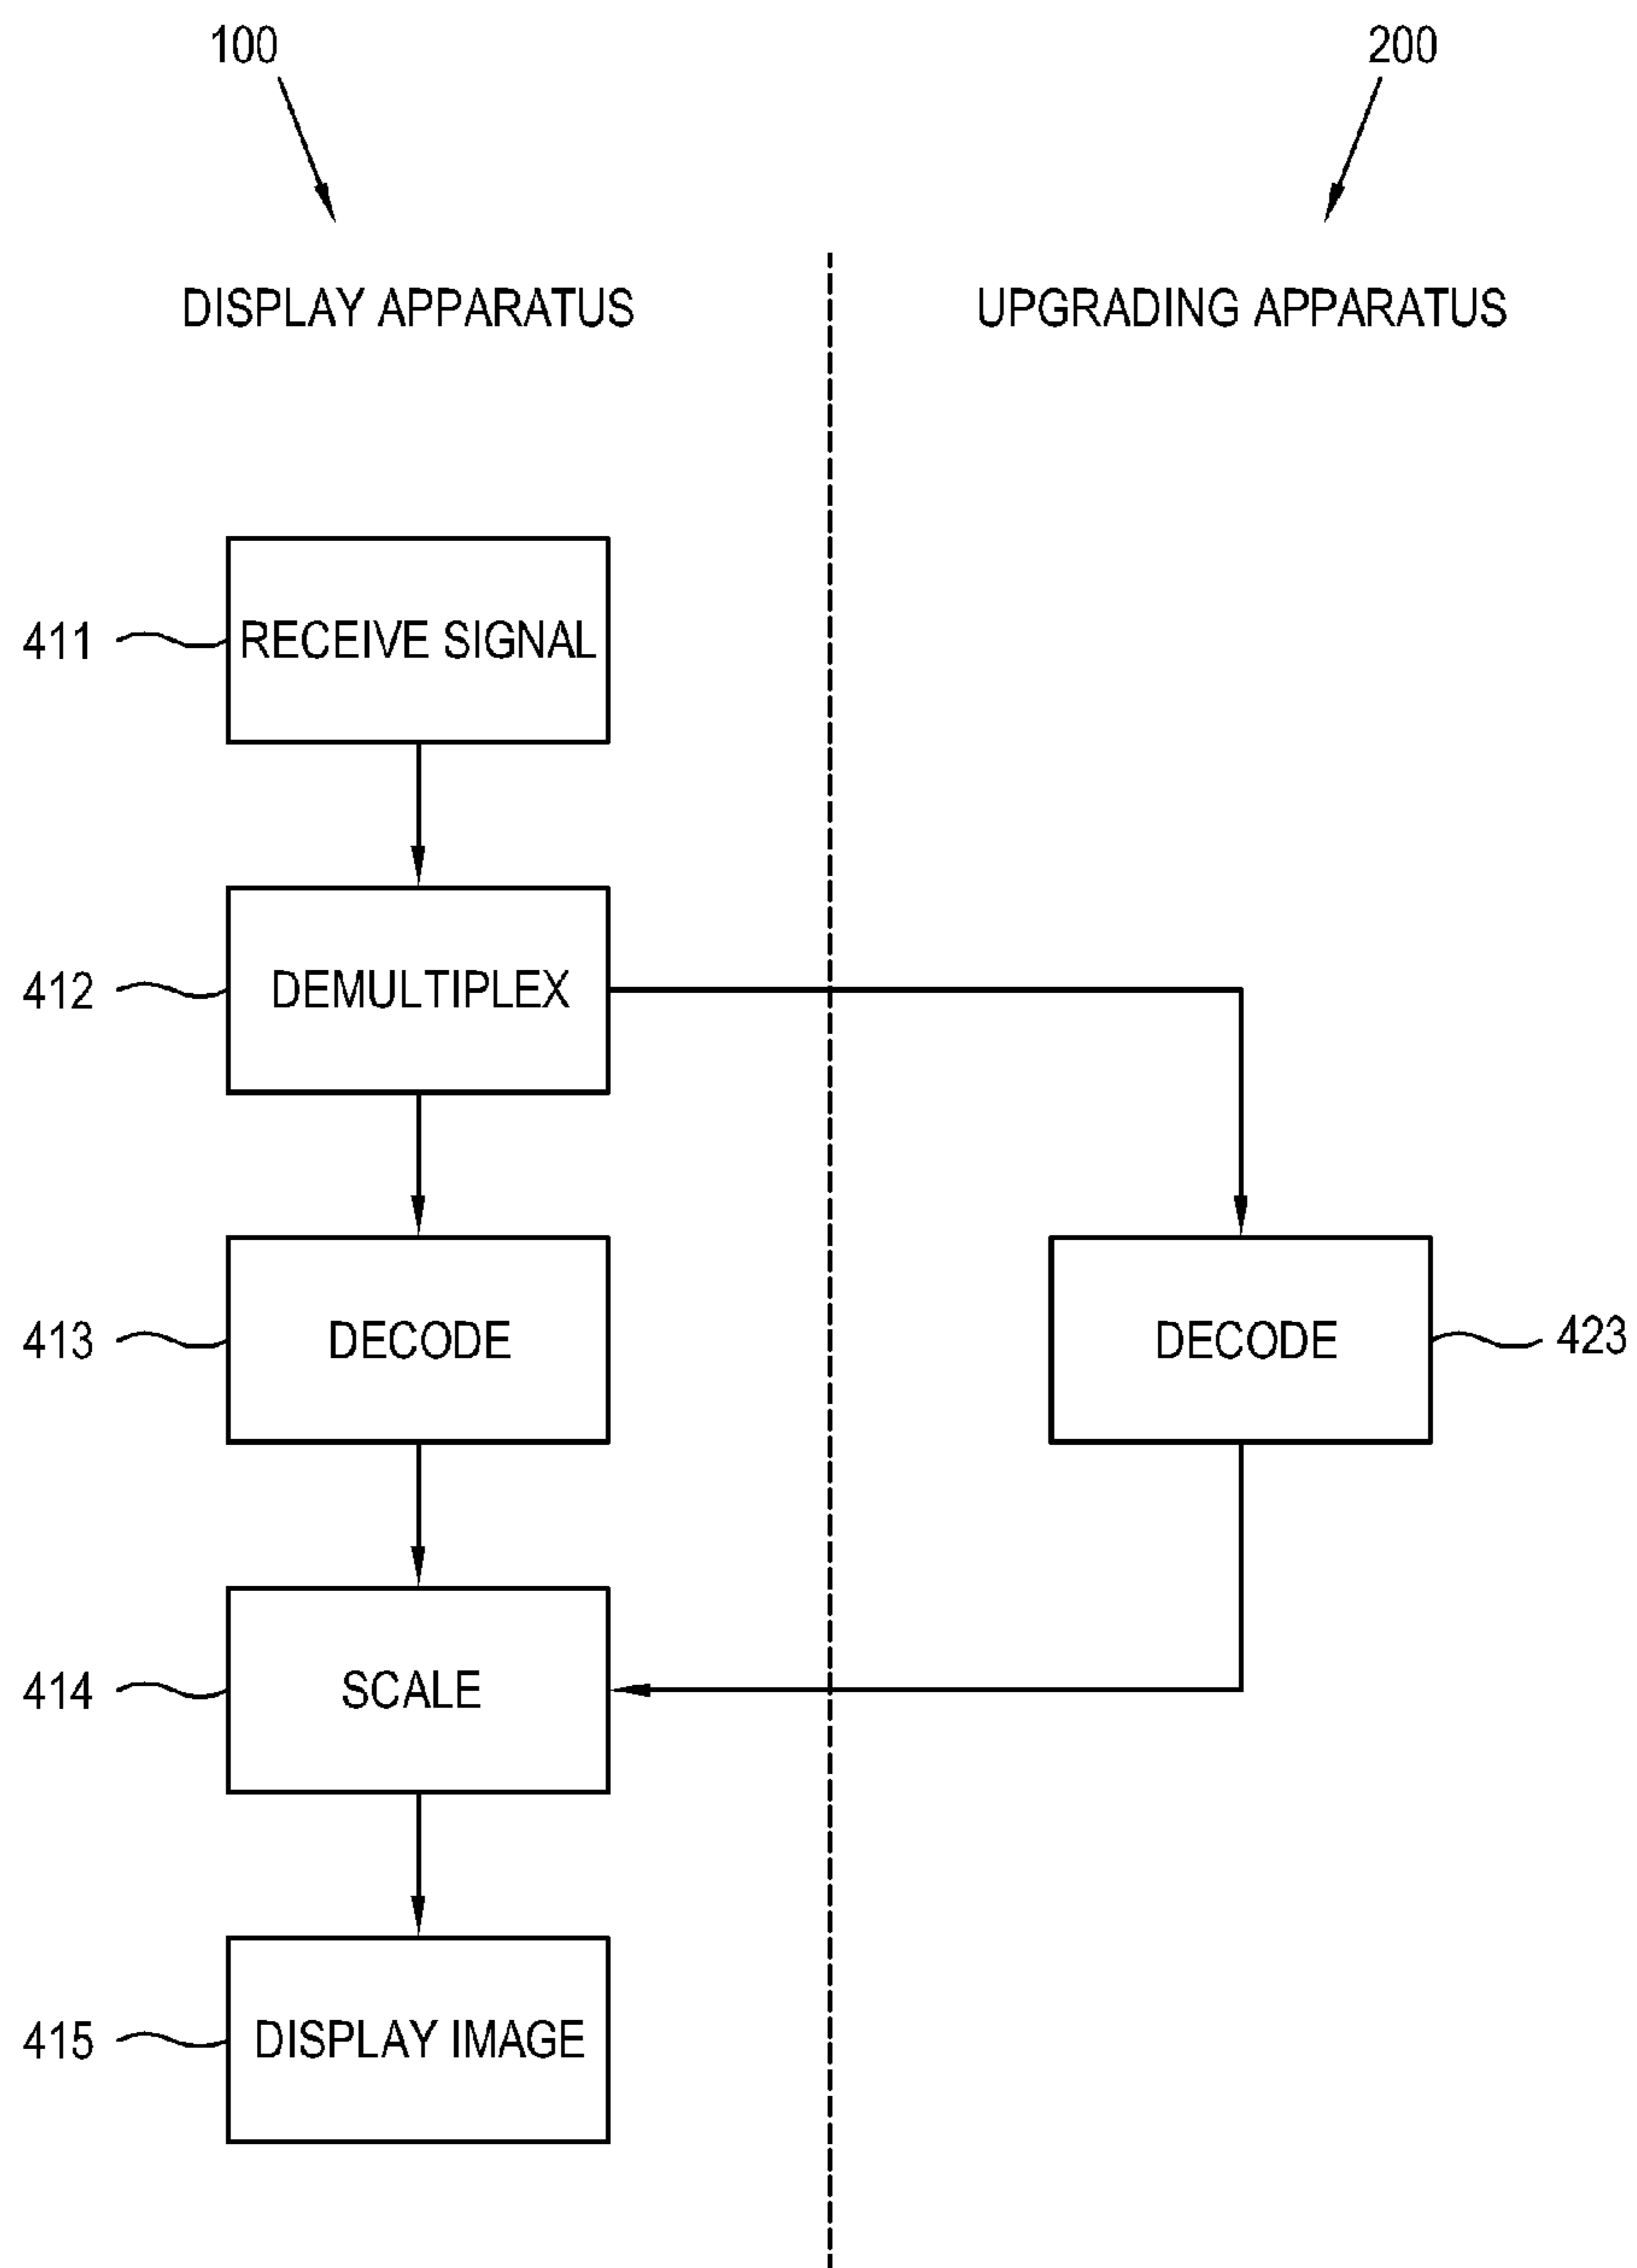 100
200
DISPLAY APPARATUS
UPGRADING APPARATUS
411
RECEIVE SIGNAL
412
DEMULTIPLEX
413
DECODE
DECODE
423
414
SCALE
415
DISPLAY IMAGE